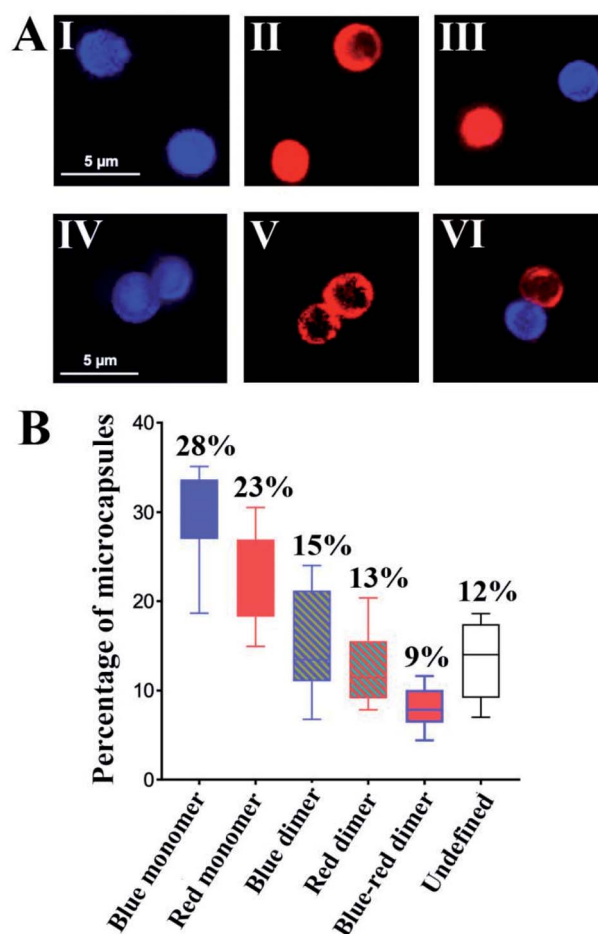 A
I
II
III
5 µm
IV
V
VI
5 µm
B
Percentage of microcapsules
40
30
20
10
0
28%
23%
15%
13%
9%
12%
Blue monomer
Red monomer
Blue dimer
Red dimer
Blue-red dimer
Undefined